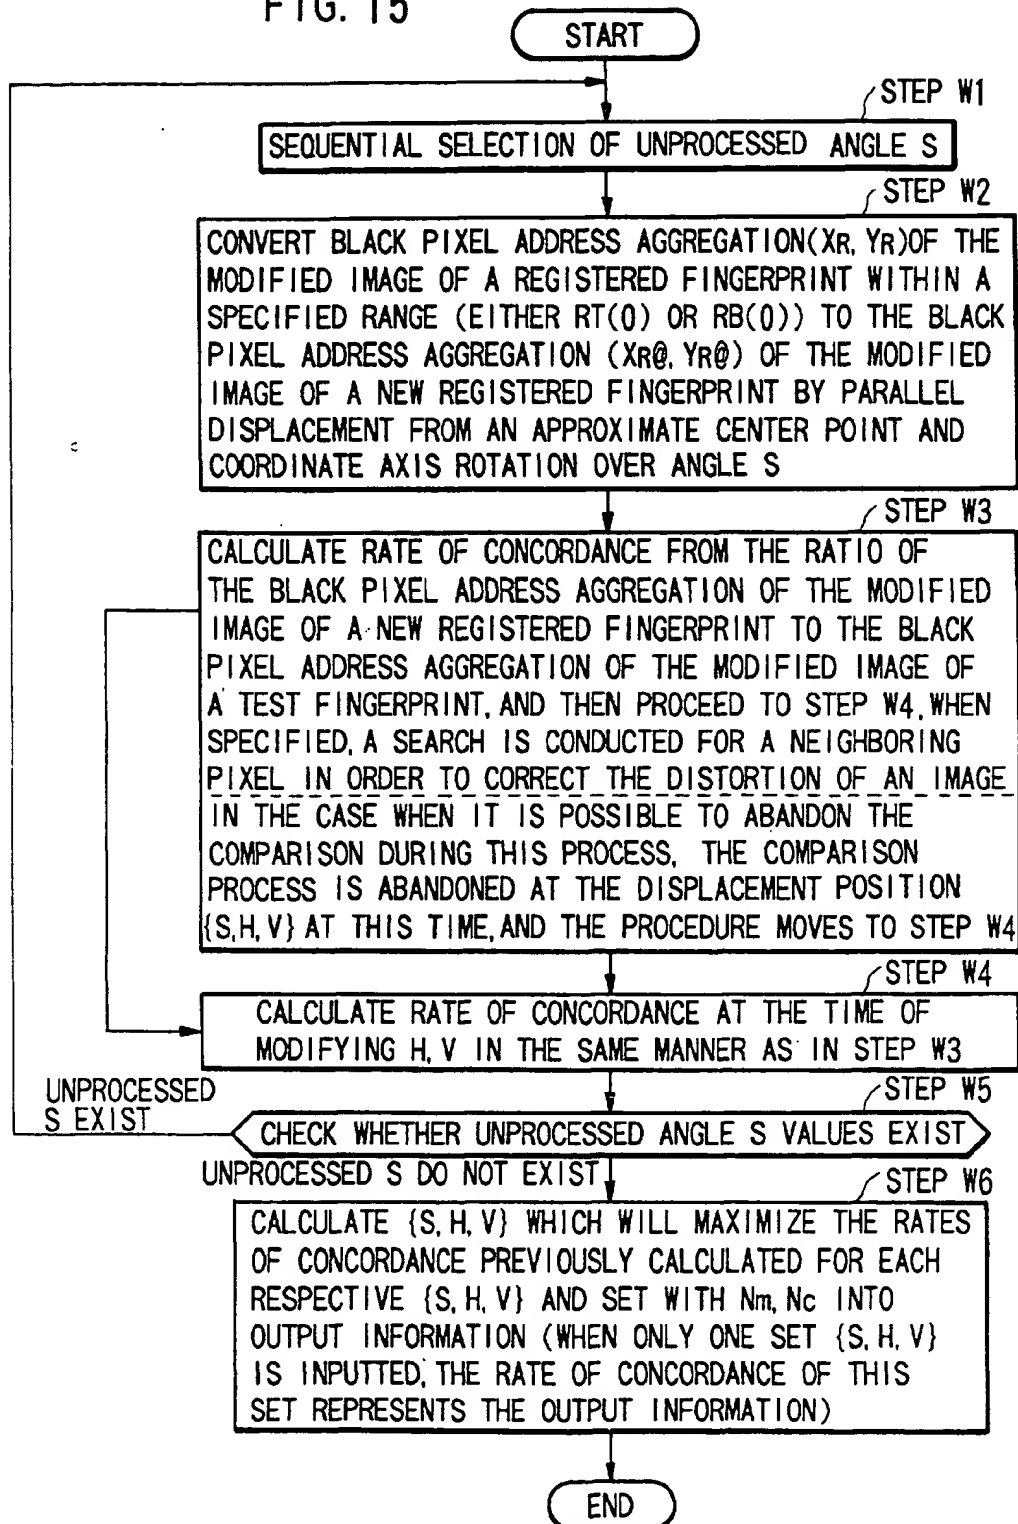 FIG. 15
START
STEP W1
SEQUENTIAL SELECTION OF UNPROCESSED ANGLE S
STEP W2
CONVERT BLACK PIXEL ADDRESS AGGREGATION(XR, YR)OF THE
MODIFIED IMAGE OF A REGISTERED FINGERPRINT WITHIN A
SPECIFIED RANGE (EITHER RT() OR RB()) TO THE BLACK
PIXEL ADDRESS AGGREGATION (XR@, YR@) OF THE MODIFIED
IMAGE OF A NEW REGISTERED FINGERPRINT BY PARALLEL
DISPLACEMENT FROM AN APPROXIMATE CENTER POINT AND
COORDINATE AXIS ROTATION OVER ANGLE S
STEP W3
CALCULATE RATE OF CONCORDANCE FROM THE RATIO OF
THE BLACK PIXEL ADDRESS AGGREGATION OF THE MODIFIED
IMAGE OF A NEW REGISTERED FINGERPRINT TO THE BLACK
PIXEL ADDRESS AGGREGATION OF THE MODIFIED IMAGE OF
A TEST FINGERPRINT, AND THEN PROCEED TO STEP W4, WHEN
SPECIFIED, A SEARCH IS CONDUCTED FOR A NEIGHBORING
PIXEL IN ORDER TO CORRECT THE DISTORTION OF AN IMAGE
IN THE CASE WHEN IT IS POSSIBLE TO ABANDON THE
COMPARISON DURING THIS PROCESS, THE COMPARISON
PROCESS IS ABANDONED AT THE DISPLACEMENT POSITION
{S, H, V} AT THIS TIME, AND THE PROCEDURE MOVES TO STEP W4
STEP W4
CALCULATE RATE OF CONCORDANCE AT THE TIME OF
MODIFYING H, V IN THE SAME MANNER AS IN STEP W3
UNPROCESSED
S EXIST
STEP W5
CHECK WHETHER UNPROCESSED ANGLE S VALUES EXIST
UNPROCESSED S DO NOT EXIST
STEP W6
CALCULATE {S, H, V} WHICH WILL MAXIMIZE THE RATES
OF CONCORDANCE PREVIOUSLY CALCULATED FOR EACH
RESPECTIVE {S, H, V} AND SET WITH Nm, Nc INTO
OUTPUT INFORMATION (WHEN ONLY ONE SET {S, H, V}
IS INPUTTED, THE RATE OF CONCORDANCE OF THIS
SET REPRESENTS THE OUTPUT INFORMATION)
END